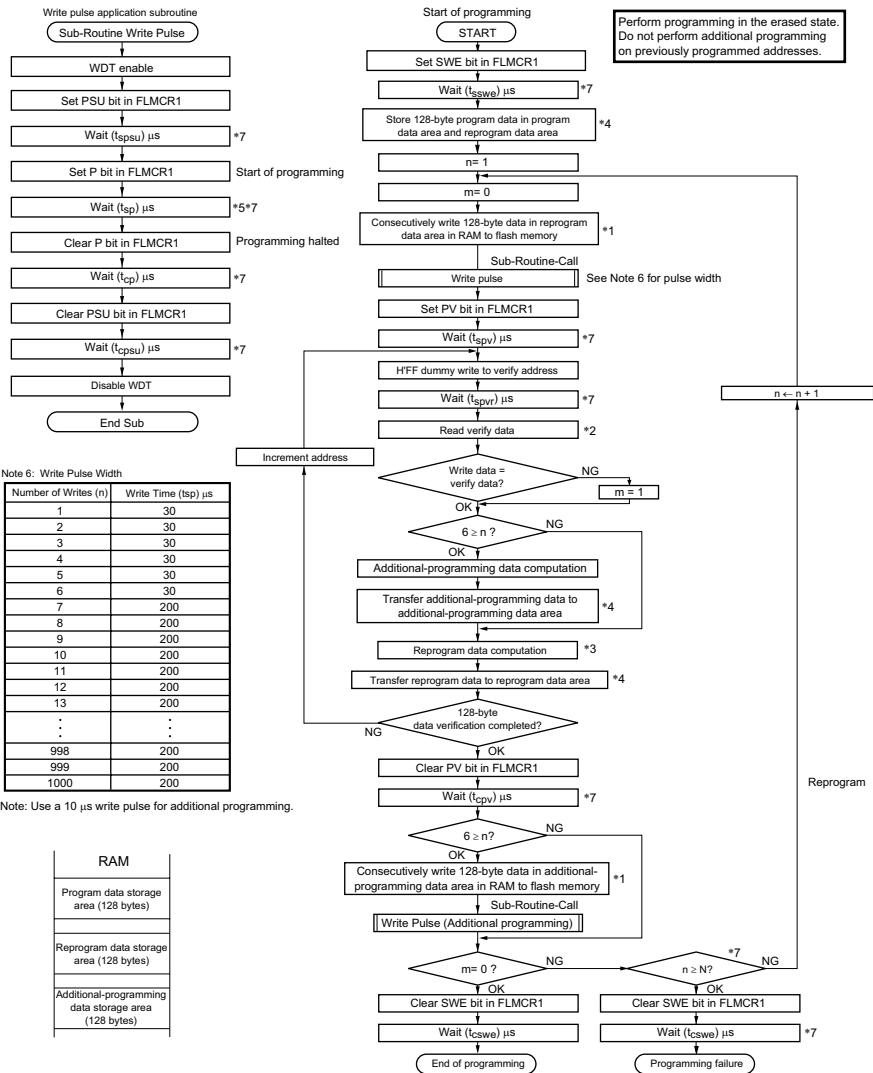 Write pulse application subroutine
Sub-Routine Write Pulse
WDT enable
Set PSU bit in FLMCR1
Wait (tspsu) μs
*7
Set P bit in FLMCR1
Start of programming
Wait (tsp) μs
*5*7
Clear P bit in FLMCR1
Programming halted
Wait (tcp) μs
*7
Clear PSU bit in FLMCR1
Wait (tcpsu) μs
*7
Disable WDT
End Sub
Note 6: Write Pulse Width
Number of Writes (n) Write Time (tsp) μs
1 30
2 30
3 30
4 30
5 30
6 30
7 200
8 200
9 200
10 200
11 200
12 200
13 200
998 200
999 200
1000 200
Note: Use a 10 μs write pulse for additional programming.
RAM
Program data storage
area (128 bytes)
Reprogram data storage
area (128 bytes)
Additional-programming
data storage area
(128 bytes)
Start of programming
START
Perform programming in the erased state.
Do not perform additional programming
on previously programmed addresses.
Set SWE bit in FLMCR1
Wait (tsswe) μs
*7
Store 128-byte program data in program
data area and reprogram data area
*4
n= 1
m= 0
Consecutively write 128-byte data in reprogram
data area in RAM to flash memory
*1
Sub-Routine-Call
Write pulse
See Note 6 for pulse width
Set PV bit in FLMCR1
Wait (tspv) μs
*7
H'FF dummy write to verify address
Wait (tspvr) μs
*7
Read verify data
*2
Increment address
Write data =
verify data?
NG
m = 1
OK
6 ≥ n ?
NG
OK
Additional-programming data computation
Transfer additional-programming data to
additional-programming data area
*4
Reprogram data computation
*3
Transfer reprogram data to reprogram data area
*4
128-byte
data verification completed?
NG
OK
Clear PV bit in FLMCR1
Wait (tcpv) μs
*7
6 ≥ n?
NG
OK
Consecutively write 128-byte data in additional-
programming data area in RAM to flash memory
*1
Sub-Routine-Call
Write Pulse (Additional programming)
m= 0 ?
NG
OK
Clear SWE bit in FLMCR1
Wait (tcswe) μs
End of programming
n ≥ N?
*7
NG
OK
Clear SWE bit in FLMCR1
Wait (tcswe) μs
*7
Programming failure
n ← n + 1
Reprogram